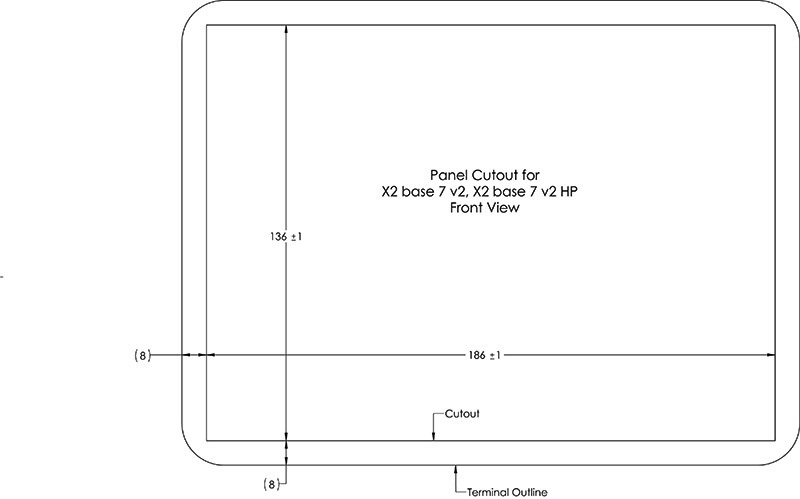 Panel Cutout for
X2 base 7 v2, X2 base 7 v2 HP
Front View
136 ±1
(8)
186 ±1
Cutout
(8)
Terminal Outline